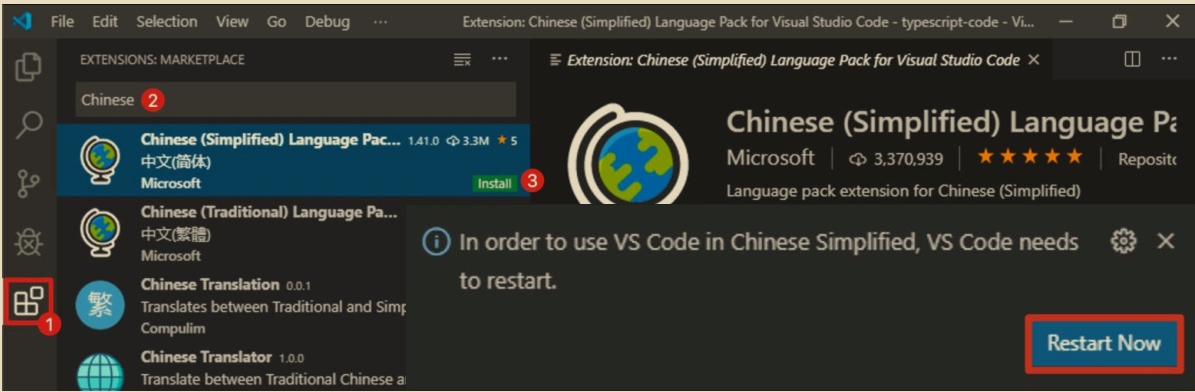 File Edit Selection View Go Debug ··· Extension: Chinese (Simplified) Language Pack for Visual Studio Code - typescript-code - Vi...
EXTENSIONS: MARKETPLACE
Chinese 2
Chinese (Simplified) Language Pac... 1.41.0 3.3M ★ 5
中文(简体)
Microsoft Install 3
Chinese (Traditional) Language Pa...
中文(繁體)
Microsoft
繁
Chinese Translation 0.0.1
Translates between Traditional and Simp
Compulim
Chinese Translator 1.0.0
Translate between Traditional Chinese a
1
Extension: Chinese (Simplified) Language Pack for Visual Studio Code
Chinese (Simplified) Language Pa
Microsoft 3,370,939 ★★★★★ Reposito
Language pack extension for Chinese (Simplified)
In order to use VS Code in Chinese Simplified, VS Code needs
to restart.
Restart Now